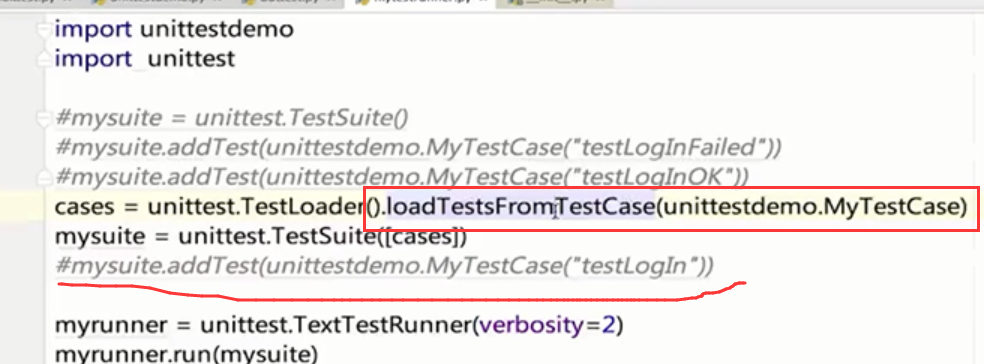 import unittestdemo
import unittest
#mysuite = unittest.TestSuite()
#mysuite.addTest(unittestdemo.MyTestCase("testLogInFailed"))
#mysuite.addTest(unittestdemo.MyTestCase("testLogInOK"))
cases = unittest.TestLoader().loadTestsFromTestCase(unittestdemo.MyTestCase)
mysuite = unittest.TestSuite([cases])
#mysuite.addTest(unittestdemo.MyTestCase("testLogIn"))
myrunner = unittest.TextTestRunner(verbosity=2)
myrunner.run(mysuite)